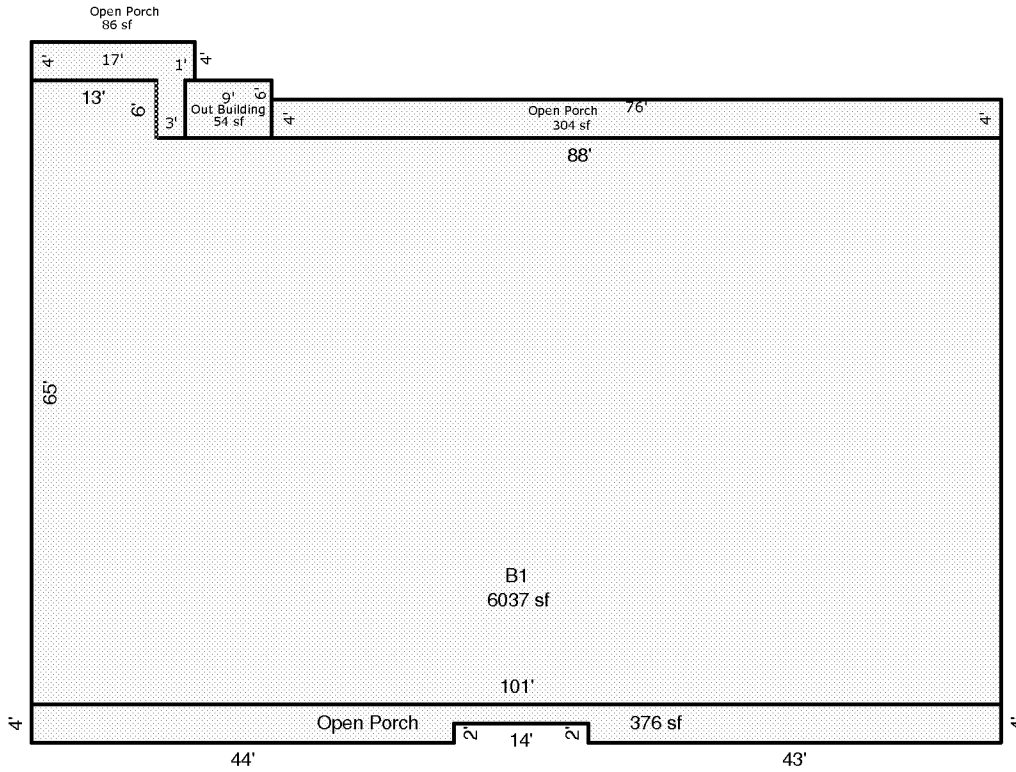 Open Porch
86 sf
4'
17'
1'
4'
13'
6'
3'
9'
6'
Out Building
54 sf
4'
Open Porch
76'
304 sf
4'
88'
65'
B1
6037 sf
101'
4'
Open Porch
2'
14'
2'
376 sf
4'
44'
43'